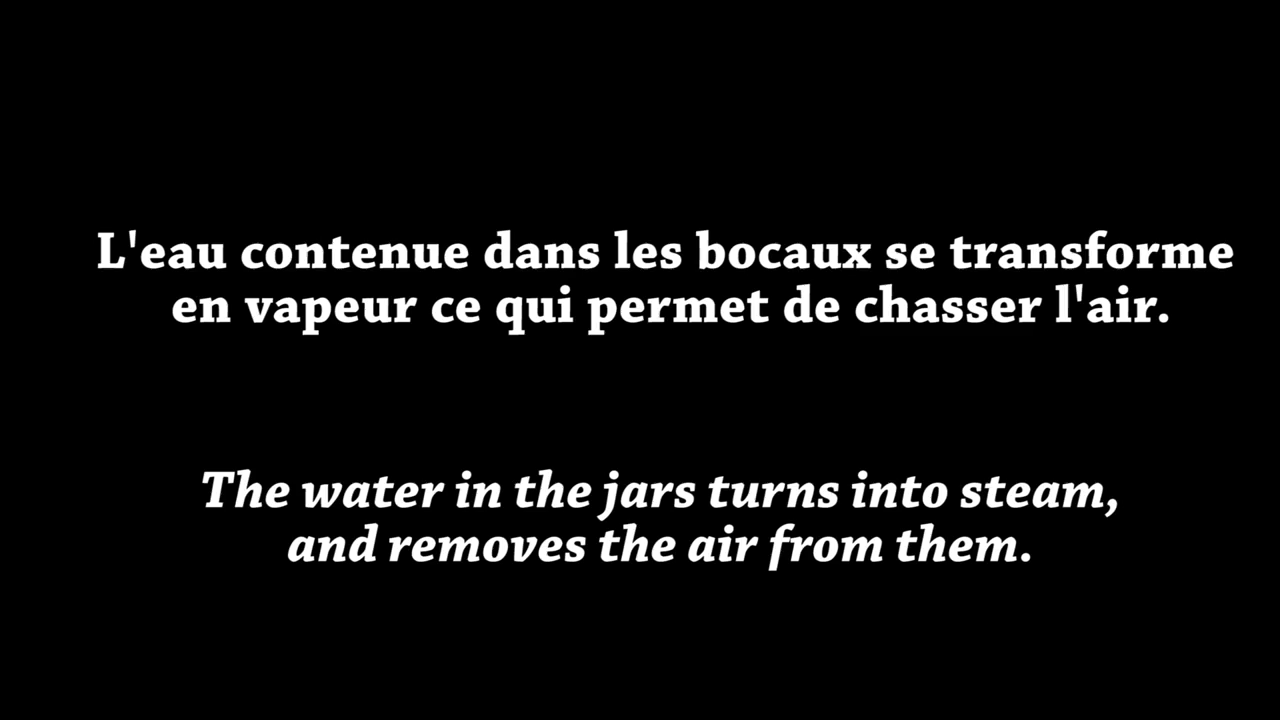 L'eau contenue dans les bocaux se transforme
en vapeur ce qui permet de chasser l'air.
The water in the jars turns into steam,
and removes the air from them.